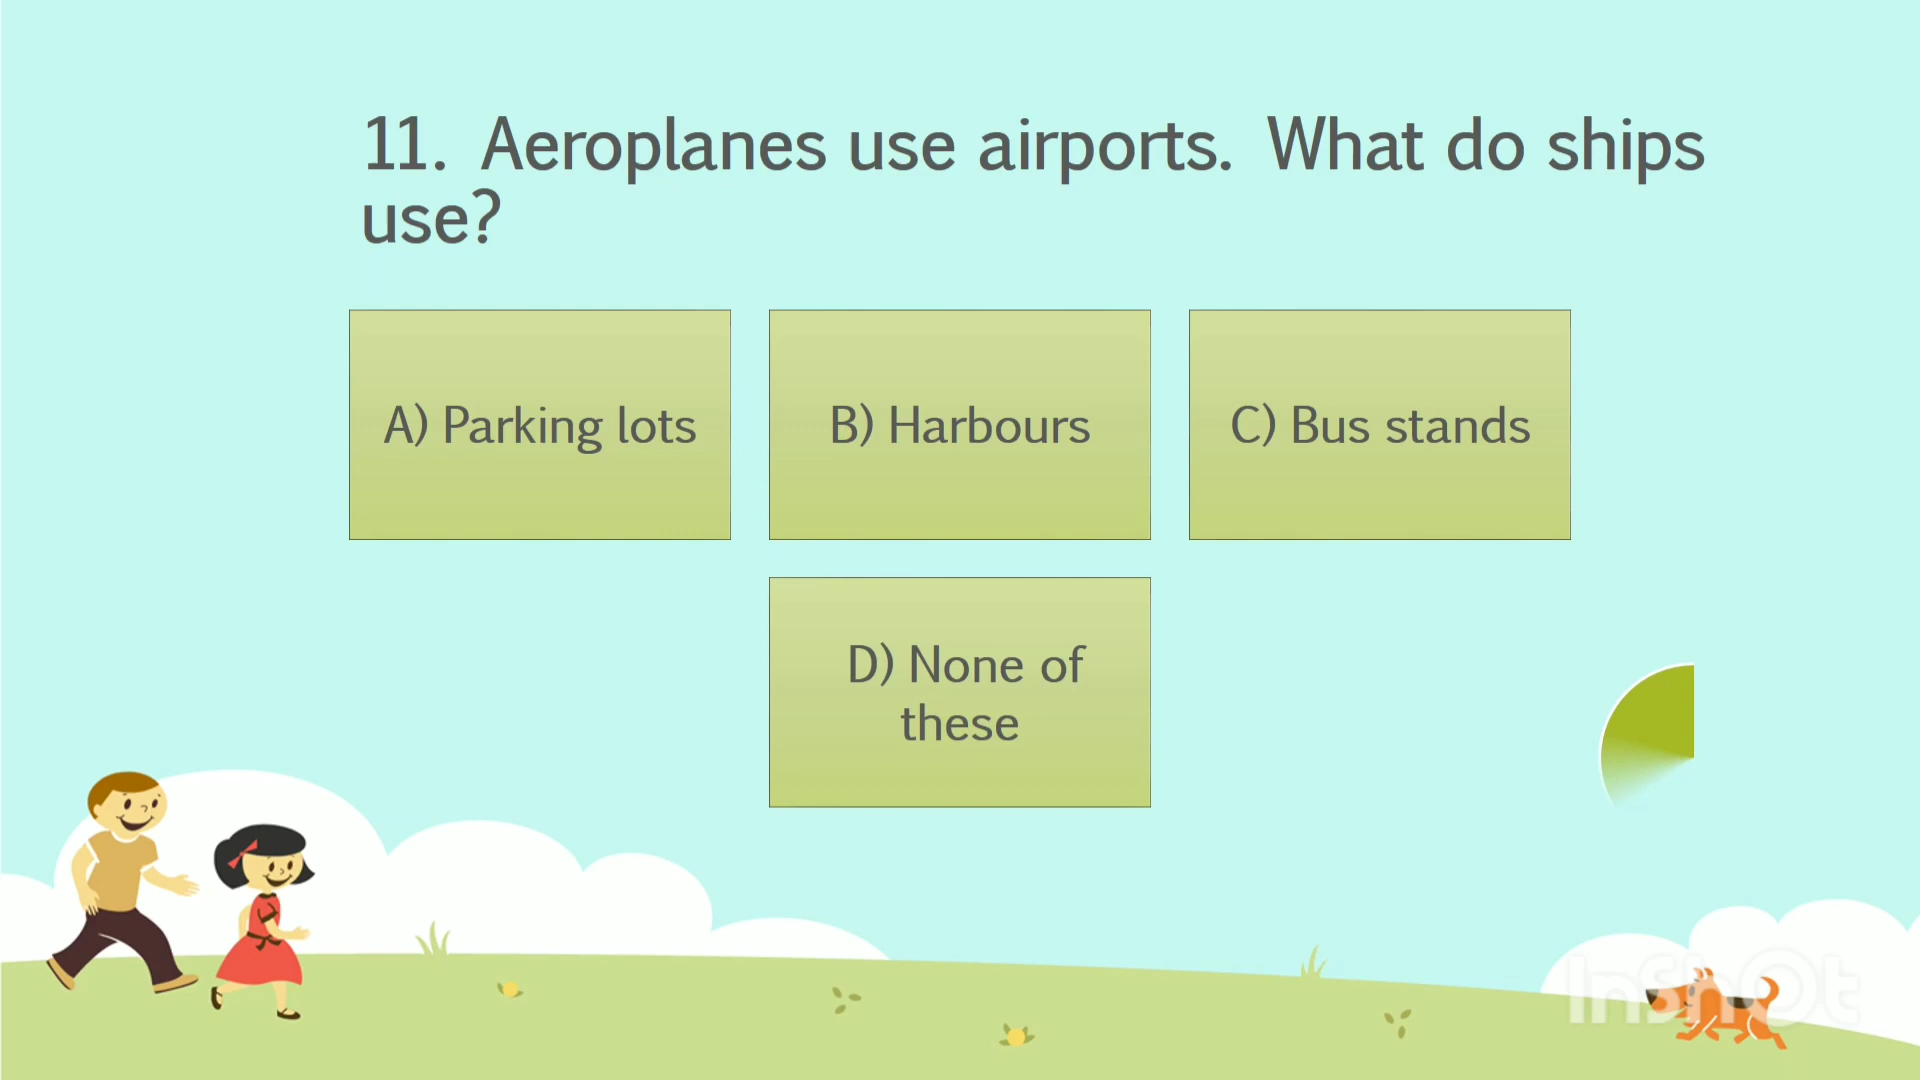 11. Aeroplanes use airports. What do ships
use?
A) Parking lots
B) Harbours
C) Bus stands
D) None of
these
InShOt